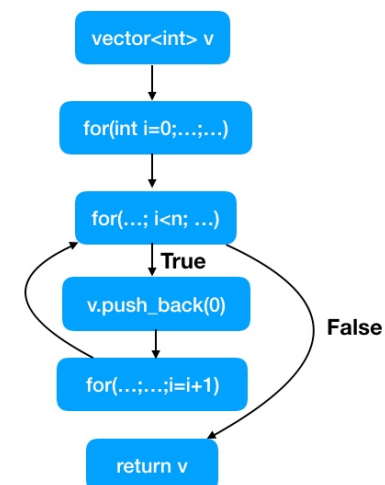 vector<int> v
for(int i=0;...;...)
for(...; i<n; ...)
True
v.push_back(0)
False
for(...;...;i=i+1)
return v